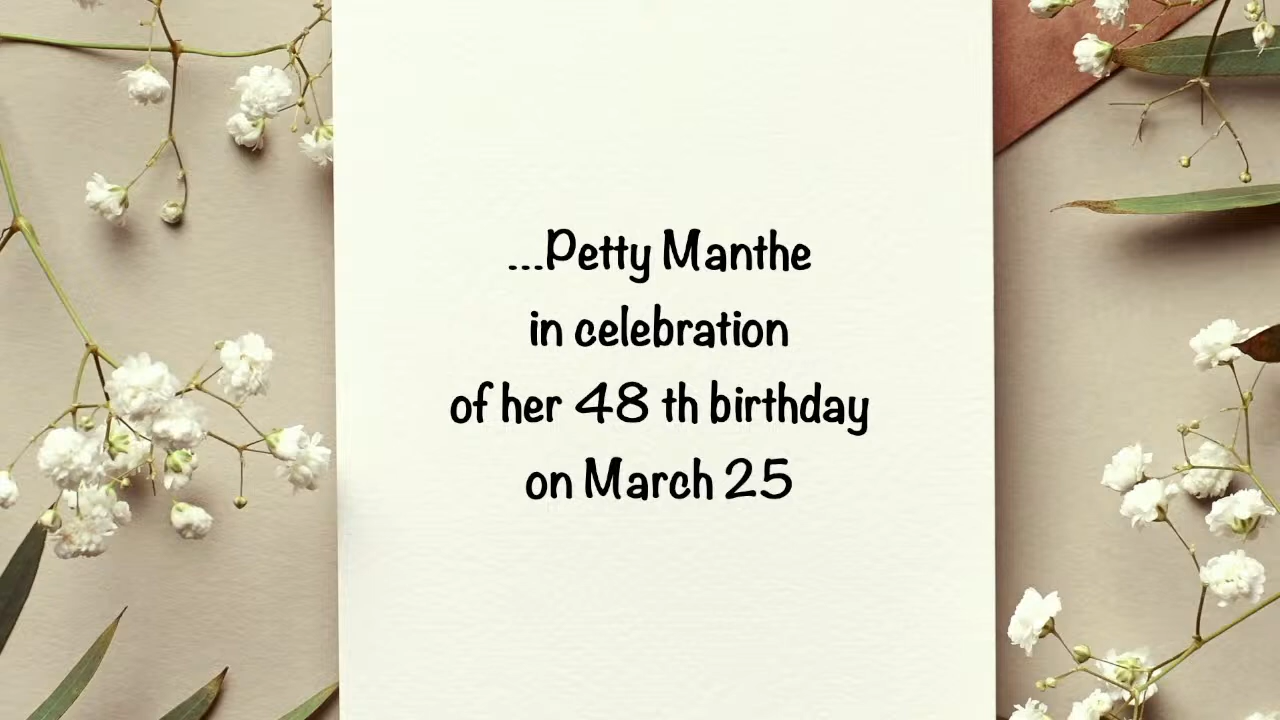 ...Petty Manthe
in celebration
of her 48 th birthday
on March 25